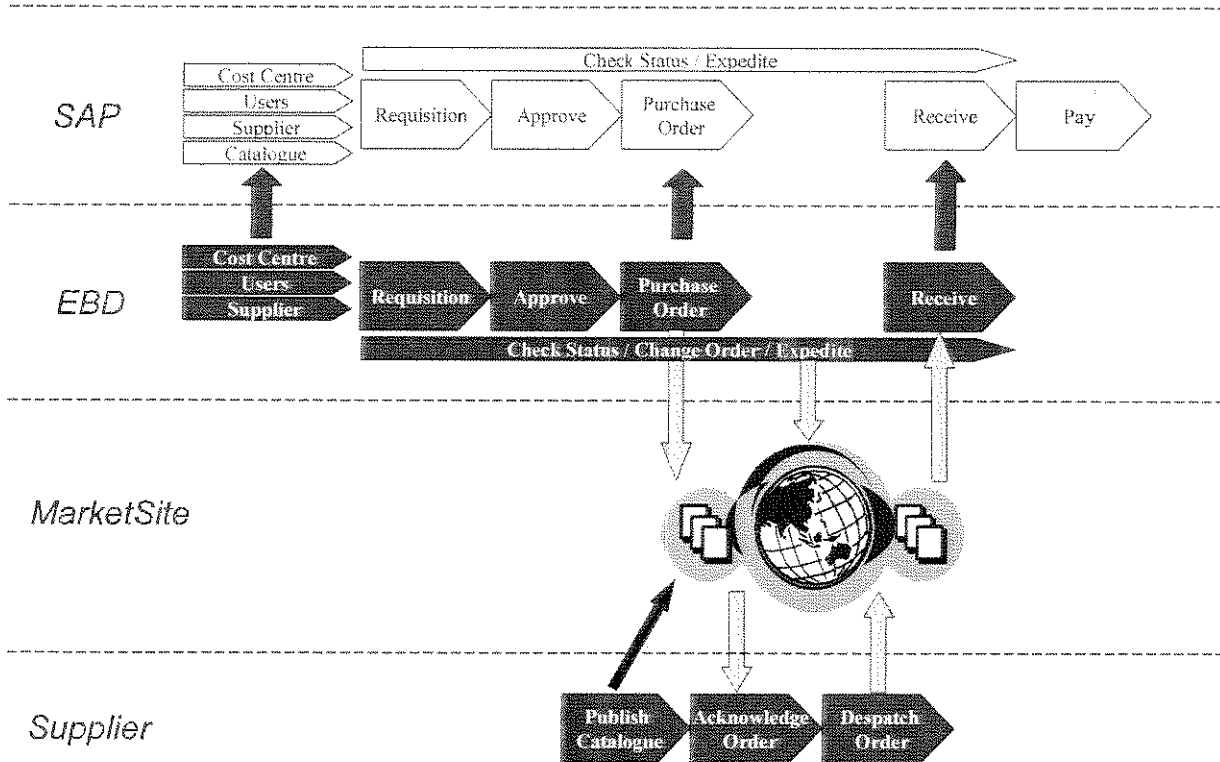 Check Status / Expedite
Cost Centre
Users
Supplier
Catalogue
SAP
Requisition
Approve
Purchase
Order
Receive
Pay
Cost Centre
Users
Supplier
EBD
Requisition
Approve
Purchase
Order
Receive
Check Status / Change Order / Expedite
MarketSite
Supplier
Publish
Catalogue
Acknowledge
Order
Despatch
Order